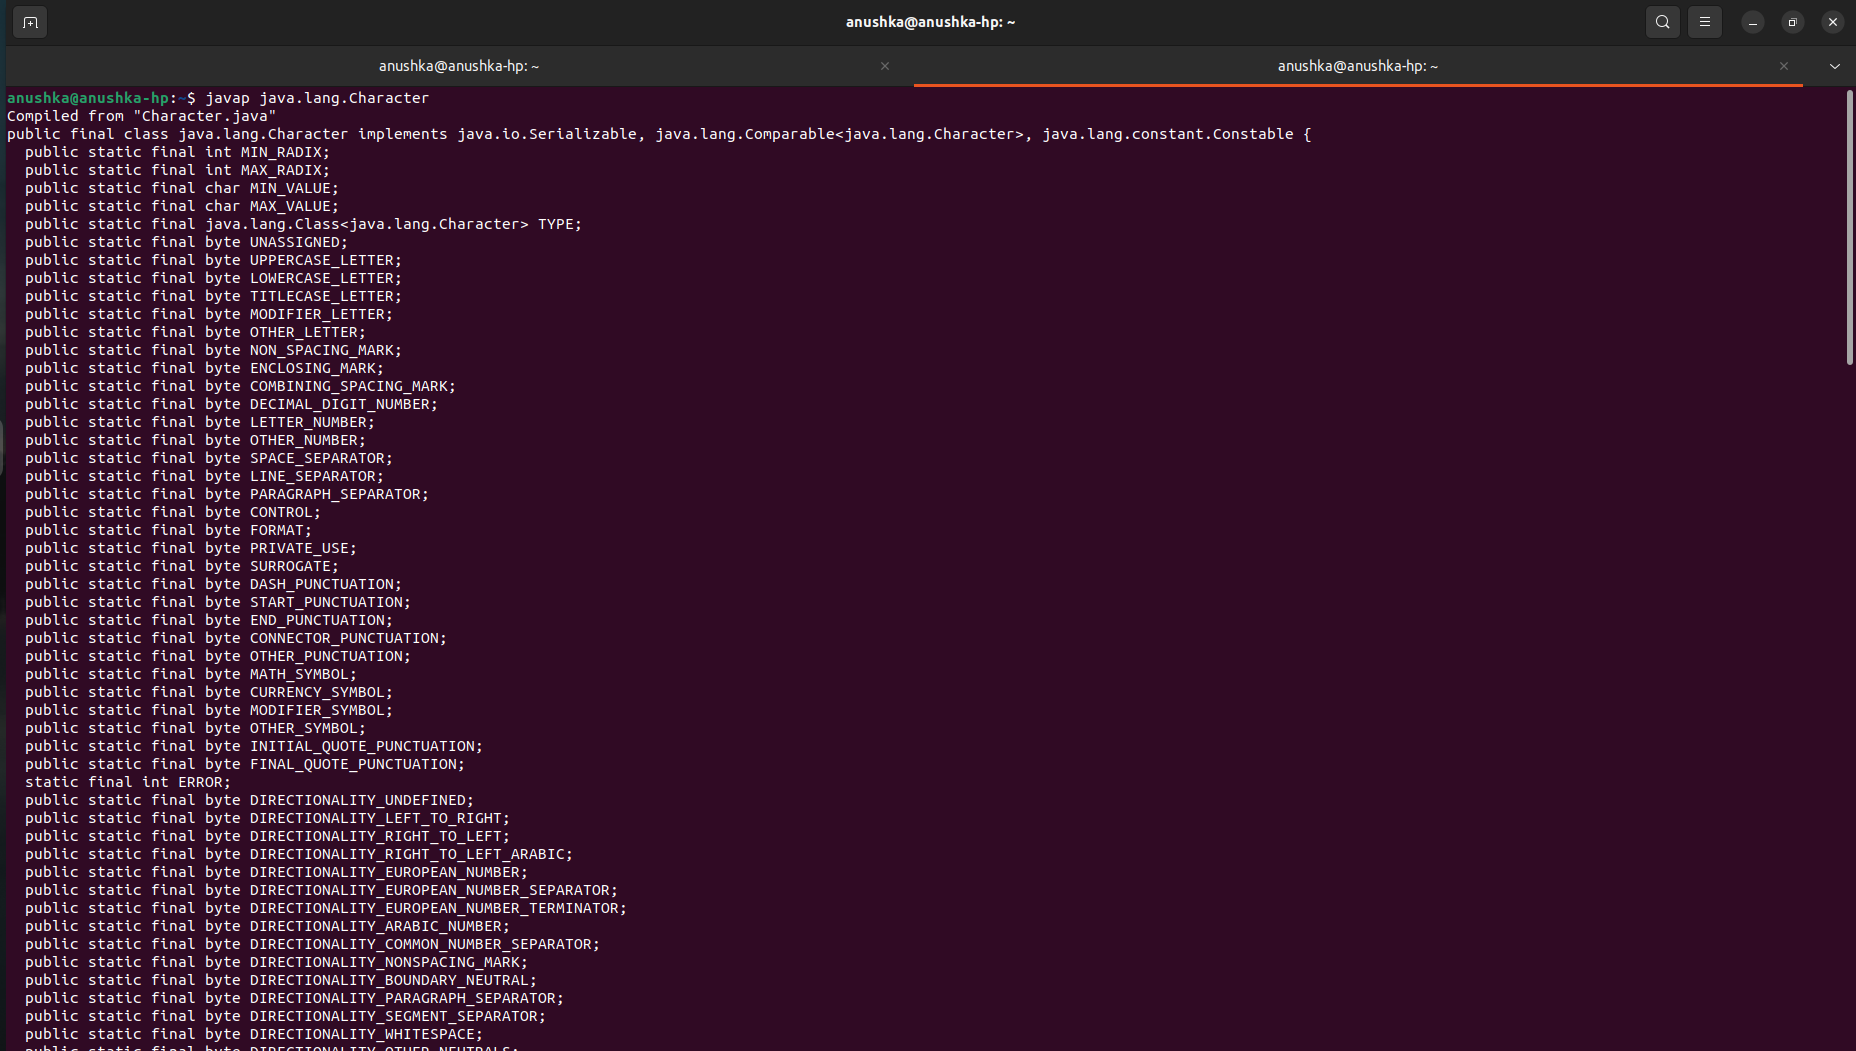 anushka@anushka-hp: ~
anushka@anushka-hp: ~
anushka@anushka-hp: ~
anushka@anushka-hp:~$ javap java.lang.Character
Compiled from "Character.java"
public final class java.lang.Character implements java.io.Serializable, java.lang.Comparable<java.lang.Character>, java.lang.constant.Constable {
  public static final int MIN_RADIX;
  public static final int MAX_RADIX;
  public static final char MIN_VALUE;
  public static final char MAX_VALUE;
  public static final java.lang.Class<java.lang.Character> TYPE;
  public static final byte UNASSIGNED;
  public static final byte UPPERCASE_LETTER;
  public static final byte LOWERCASE_LETTER;
  public static final byte TITLECASE_LETTER;
  public static final byte MODIFIER_LETTER;
  public static final byte OTHER_LETTER;
  public static final byte NON_SPACING_MARK;
  public static final byte ENCLOSING_MARK;
  public static final byte COMBINING_SPACING_MARK;
  public static final byte DECIMAL_DIGIT_NUMBER;
  public static final byte LETTER_NUMBER;
  public static final byte OTHER_NUMBER;
  public static final byte SPACE_SEPARATOR;
  public static final byte LINE_SEPARATOR;
  public static final byte PARAGRAPH_SEPARATOR;
  public static final byte CONTROL;
  public static final byte FORMAT;
  public static final byte PRIVATE_USE;
  public static final byte SURROGATE;
  public static final byte DASH_PUNCTUATION;
  public static final byte START_PUNCTUATION;
  public static final byte END_PUNCTUATION;
  public static final byte CONNECTOR_PUNCTUATION;
  public static final byte OTHER_PUNCTUATION;
  public static final byte MATH_SYMBOL;
  public static final byte CURRENCY_SYMBOL;
  public static final byte MODIFIER_SYMBOL;
  public static final byte OTHER_SYMBOL;
  public static final byte INITIAL_QUOTE_PUNCTUATION;
  public static final byte FINAL_QUOTE_PUNCTUATION;
  static final int ERROR;
  public static final byte DIRECTIONALITY_UNDEFINED;
  public static final byte DIRECTIONALITY_LEFT_TO_RIGHT;
  public static final byte DIRECTIONALITY_RIGHT_TO_LEFT;
  public static final byte DIRECTIONALITY_RIGHT_TO_LEFT_ARABIC;
  public static final byte DIRECTIONALITY_EUROPEAN_NUMBER;
  public static final byte DIRECTIONALITY_EUROPEAN_NUMBER_SEPARATOR;
  public static final byte DIRECTIONALITY_EUROPEAN_NUMBER_TERMINATOR;
  public static final byte DIRECTIONALITY_ARABIC_NUMBER;
  public static final byte DIRECTIONALITY_COMMON_NUMBER_SEPARATOR;
  public static final byte DIRECTIONALITY_NONSPACING_MARK;
  public static final byte DIRECTIONALITY_BOUNDARY_NEUTRAL;
  public static final byte DIRECTIONALITY_PARAGRAPH_SEPARATOR;
  public static final byte DIRECTIONALITY_SEGMENT_SEPARATOR;
  public static final byte DIRECTIONALITY_WHITESPACE;
  public static final byte DIRECTIONALITY_OTHER_NEUTRALS;